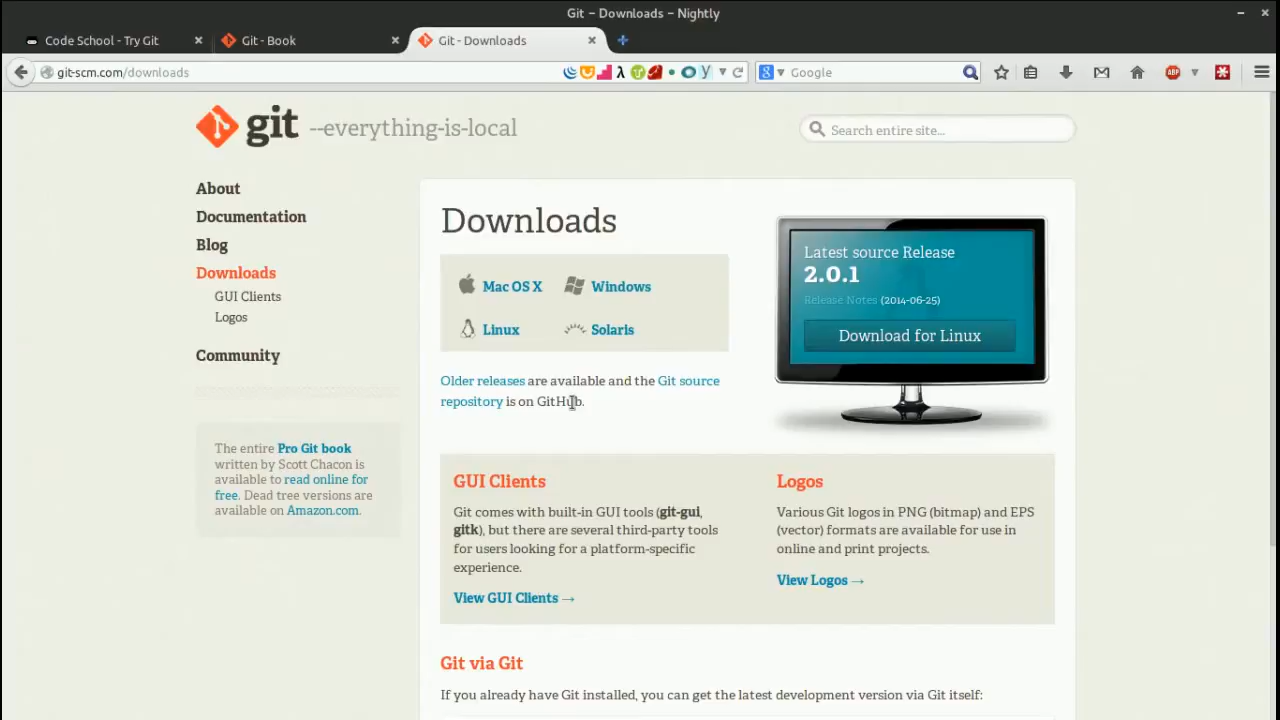 Git - Downloads - Nightly
Code School - Try Git
Git - Book
Git - Downloads
git-scm.com/downloads
Google
git --everything-is-local
Search entire site...
About
Documentation
Blog
Downloads
GUI Clients
Logos
Community
The entire Pro Git book
written by Scott Chacon is
available to read online for
free. Dead tree versions are
available on Amazon.com.
Downloads
Mac OS X
Windows
Linux
Solaris
Older releases are available and the Git source
repository is on GitHub.
Latest source Release
2.0.1
Release Notes (2014-06-25)
Download for Linux
GUI Clients
Git comes with built-in GUI tools (git-gui,
gitk), but there are several third-party tools
for users looking for a platform-specific
experience.
View GUI Clients →
Logos
Various Git logos in PNG (bitmap) and EPS
(vector) formats are available for use in
online and print projects.
View Logos →
Git via Git
If you already have Git installed, you can get the latest development version via Git itself: